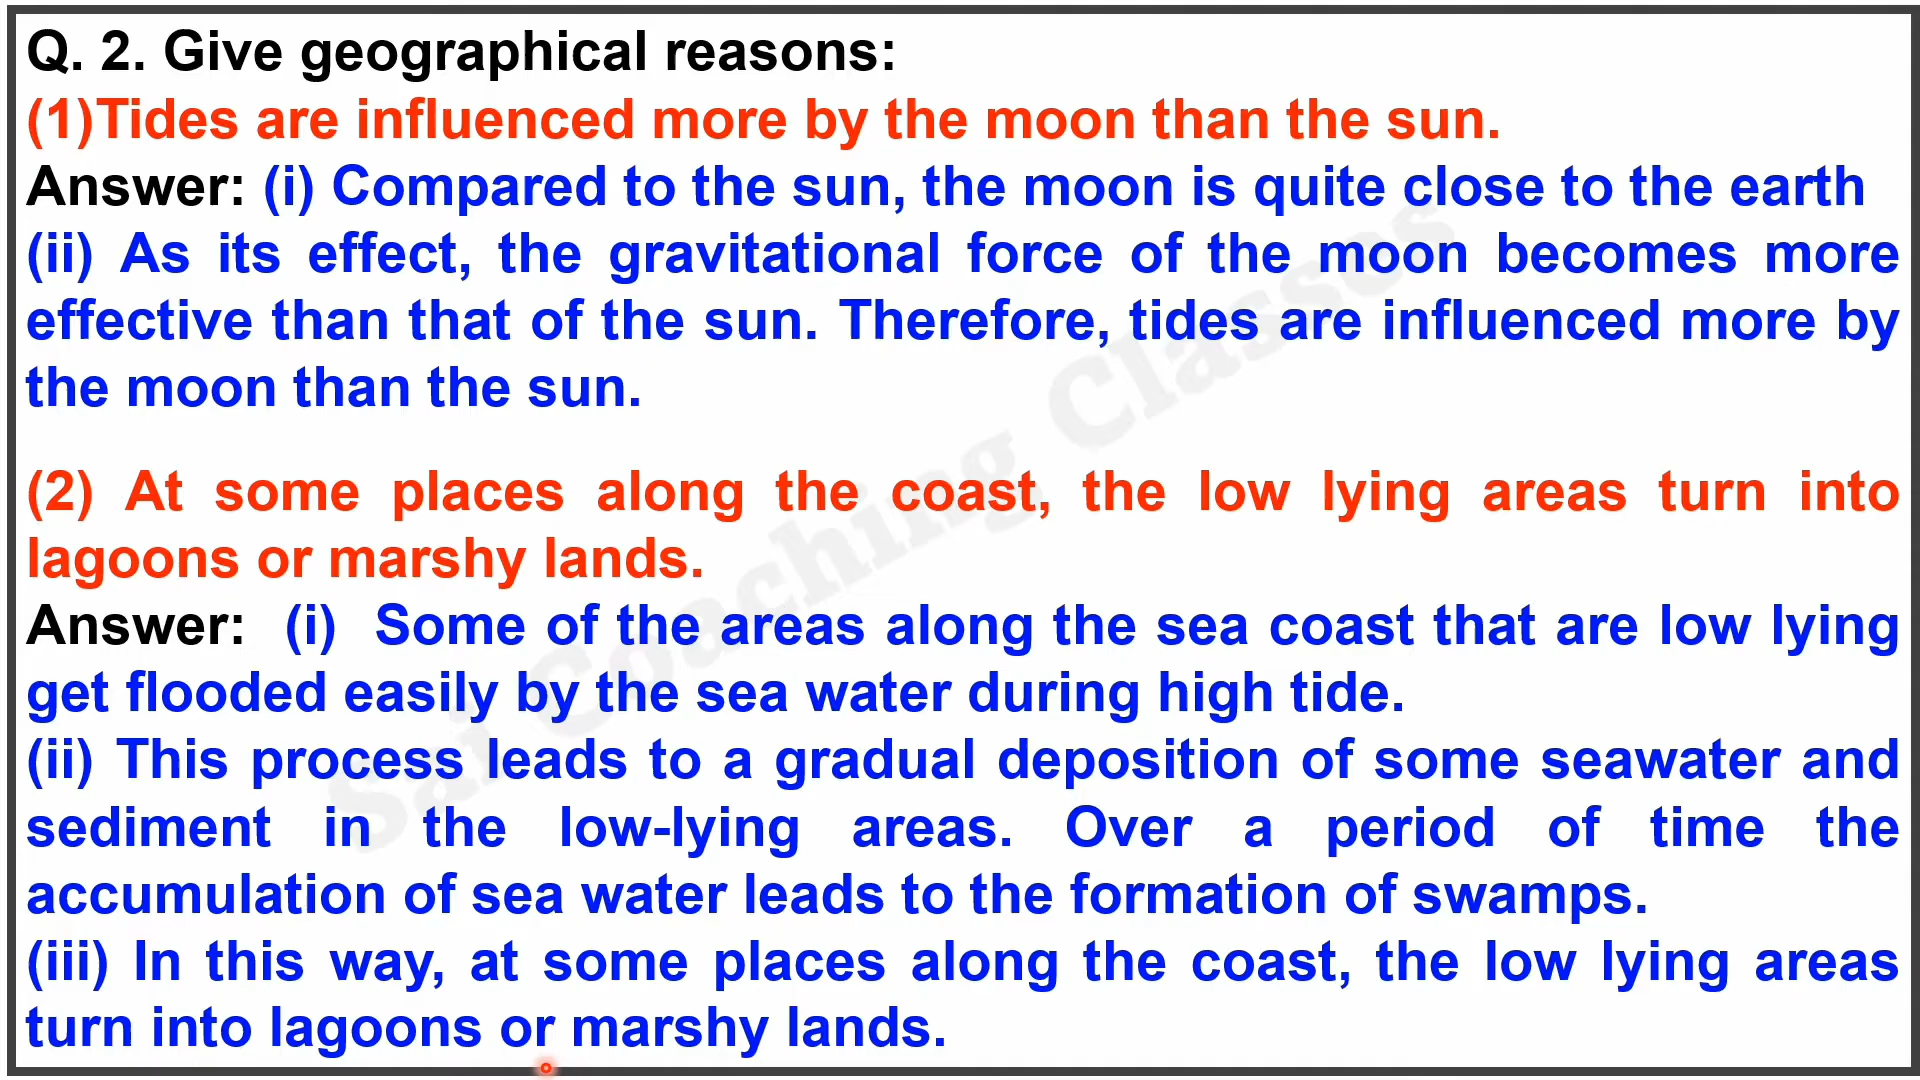 Q. 2. Give geographical reasons:
(1)Tides are influenced more by the moon than the sun.
Answer: (i) Compared to the sun, the moon is quite close to the earth
(ii) As its effect, the gravitational force of the moon becomes more
effective than that of the sun. Therefore, tides are influenced more by
the moon than the sun.
(2) At some places along the coast, the low lying areas turn into
lagoons or marshy lands.
Answer: (i) Some of the areas along the sea coast that are low lying
get flooded easily by the sea water during high tide.
(ii) This process leads to a gradual deposition of some seawater and
sediment in the low-lying areas. Over a period of time the
accumulation of sea water leads to the formation of swamps.
(iii) In this way, at some places along the coast, the low lying areas
turn into lagoons or marshy lands.
Sai Coaching Classes